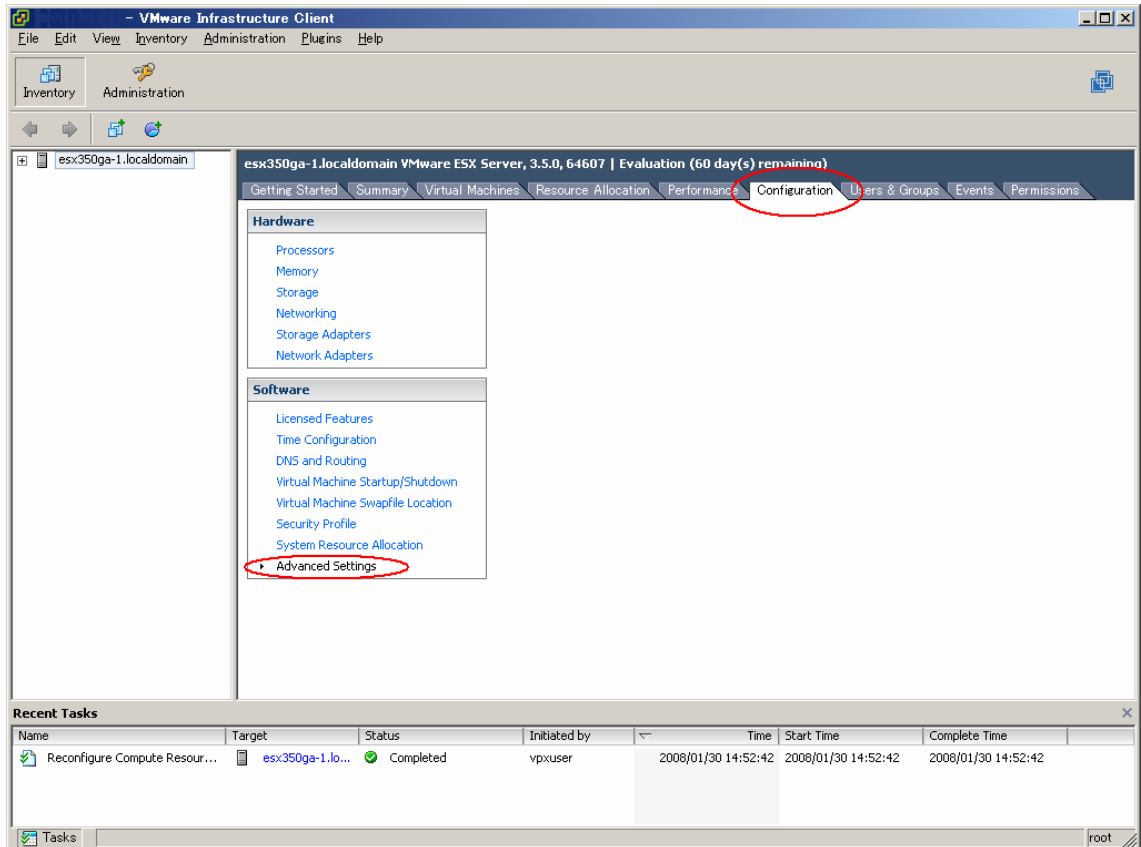 - VMware Infrastructure Client
File Edit View Inventory Administration Plugins Help
Inventory Administration
esx350ga-1.localdomain
esx350ga-1.localdomain VMware ESX Server, 3.5.0, 64607 | Evaluation (60 day(s) remaining)
Getting Started Summary Virtual Machines Resource Allocation Performance Configuration Users & Groups Events Permissions
Hardware
Processors
Memory
Storage
Networking
Storage Adapters
Network Adapters
Software
Licensed Features
Time Configuration
DNS and Routing
Virtual Machine Startup/Shutdown
Virtual Machine Swapfile Location
Security Profile
System Resource Allocation
Advanced Settings
Recent Tasks
Name Target Status Initiated by Time Start Time Complete Time
Reconfigure Compute Resour... esx350ga-1.lo... Completed vpxuser 2008/01/30 14:52:42 2008/01/30 14:52:42 2008/01/30 14:52:42
Tasks root